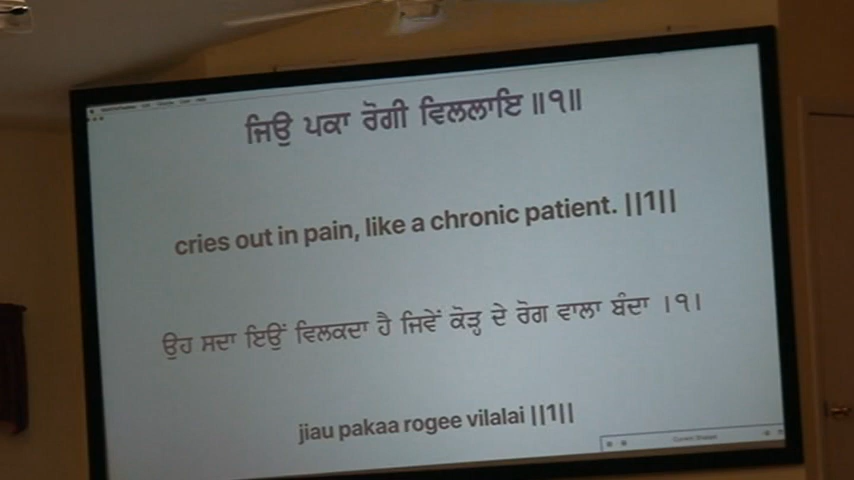 ਜਿਉ ਪਕਾ ਰੋਗੀ ਵਿਲਲਾਇ ॥੧॥
cries out in pain, like a chronic patient. ||1||
ਉਹ ਸਦਾ ਇਉਂ ਵਿਲਕਦਾ ਹੈ ਜਿਵੇਂ ਕੋੜ੍ਹ ਦੇ ਰੋਗ ਵਾਲਾ ਬੰਦਾ ।੧।
jiau pakaa rogee vilalai ||1||